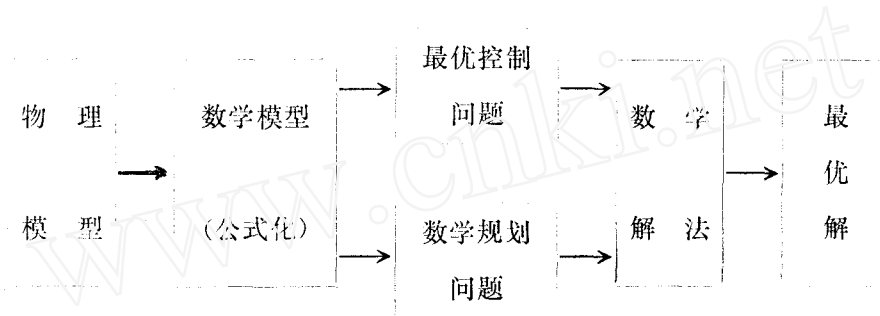 物 理
模 型
数学模型
(公式化)
最优控制
问题
数学规划
问题
数 学
解 法
最
优
解
www.cnki.net